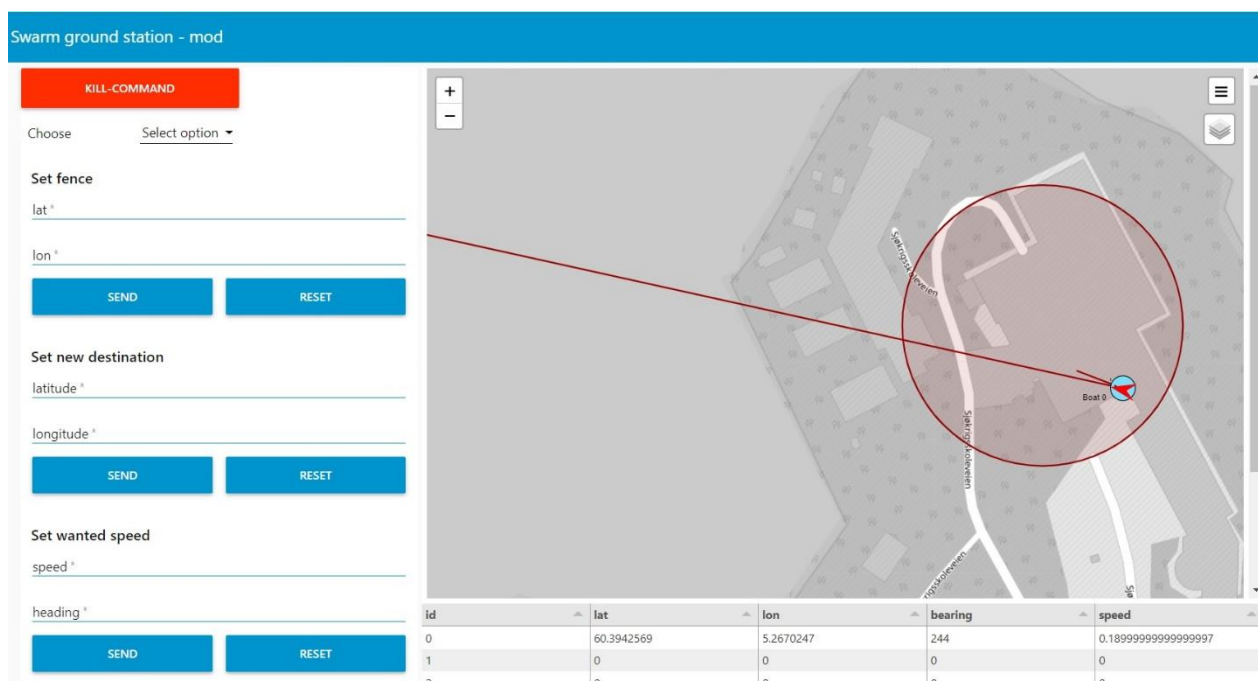 Swarm ground station - mod
KILL-COMMAND
Choose Select option
Set fence
lat *
lon *
SEND RESET
Set new destination
latitude *
longitude *
SEND RESET
Set wanted speed
speed *
heading *
SEND RESET
+
−
Sjøkrigsskoleveien
Boat 0
Sjøkrigsskoleveien
id lat lon bearing speed
0 60.3942569 5.2670247 244 0.18999999999999997
1 0 0 0 0